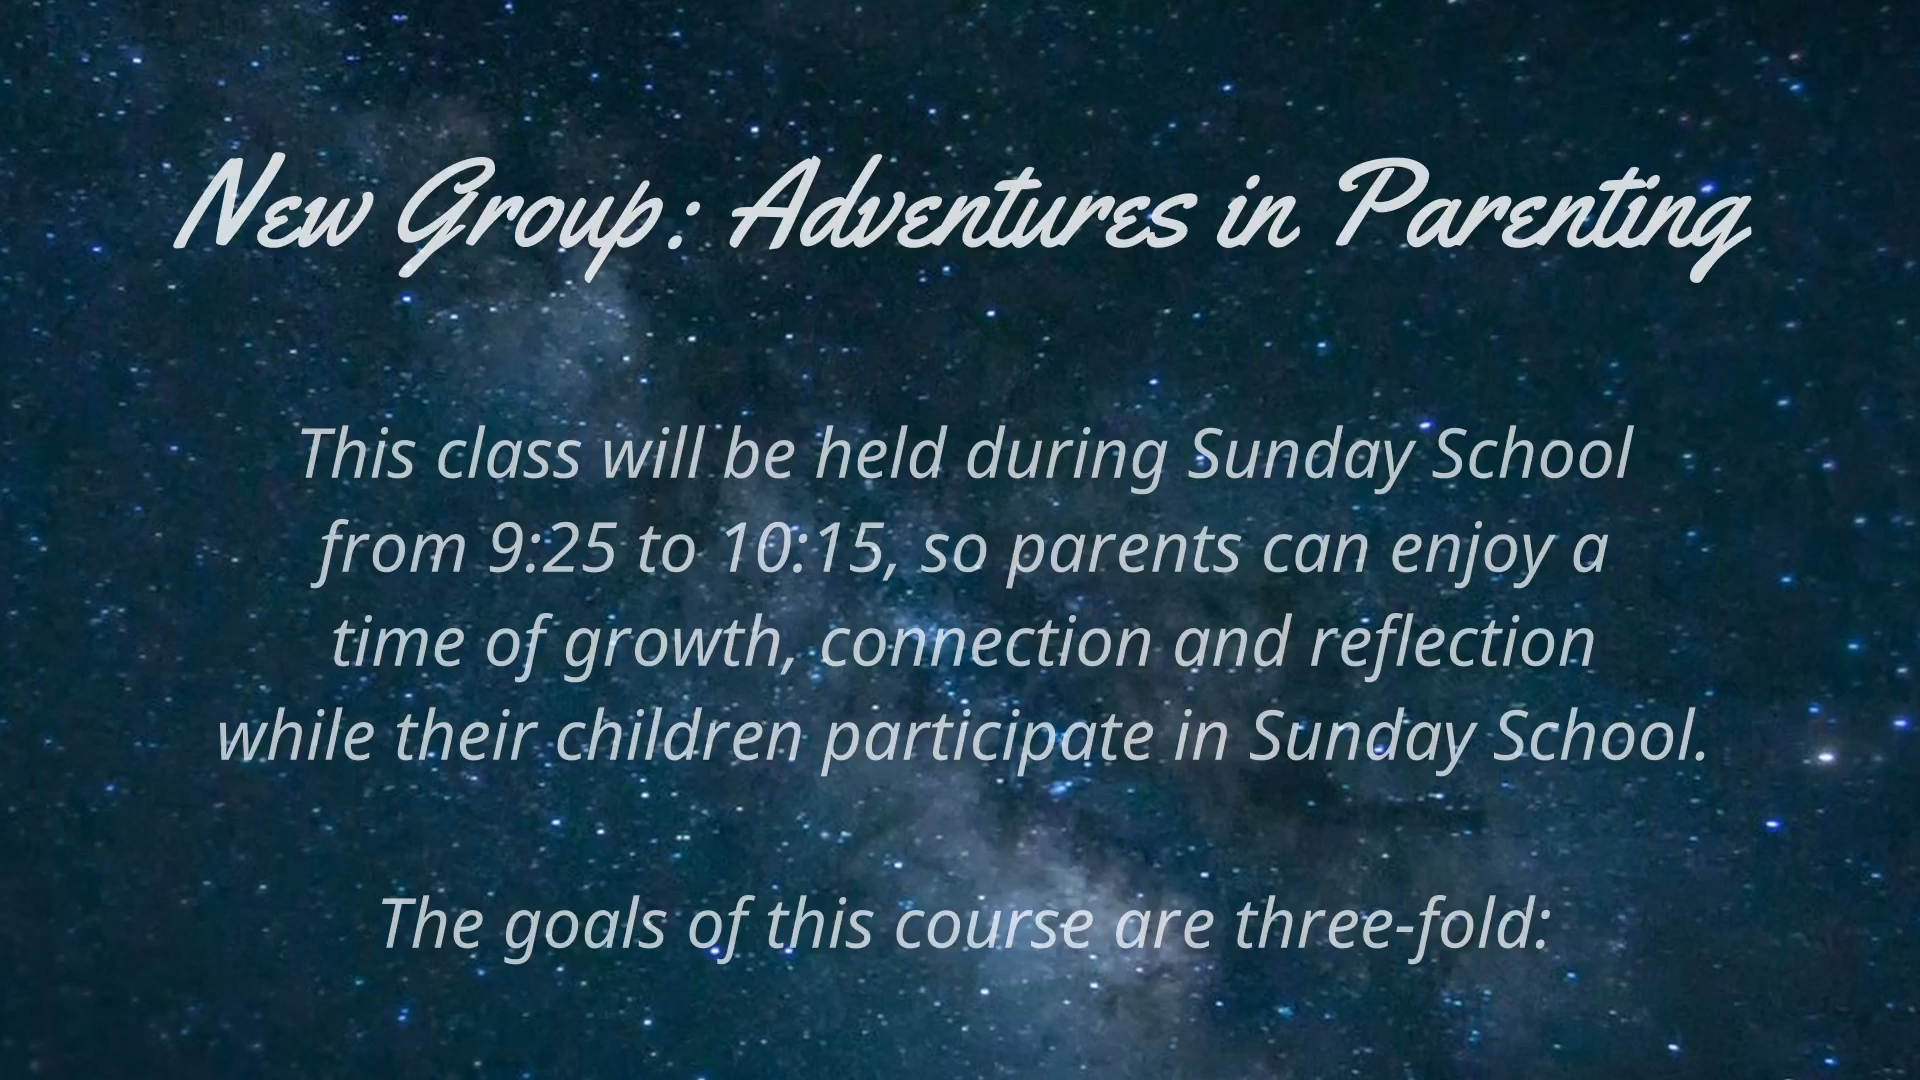 New Group: Adventures in Parenting
This class will be held during Sunday School
from 9:25 to 10:15, so parents can enjoy a
time of growth, connection and reflection
while their children participate in Sunday School.
The goals of this course are three-fold: